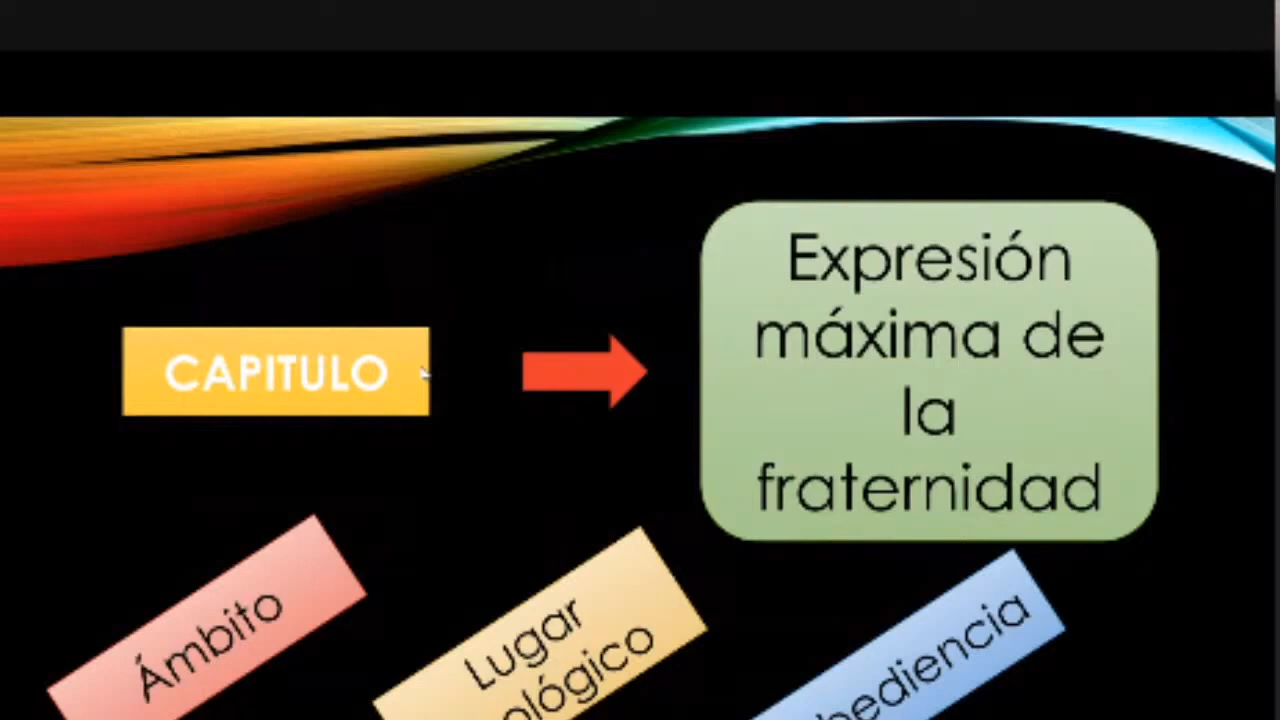 Expresión
máxima de
la
fraternidad
CAPITULO
Ámbito
Lugar